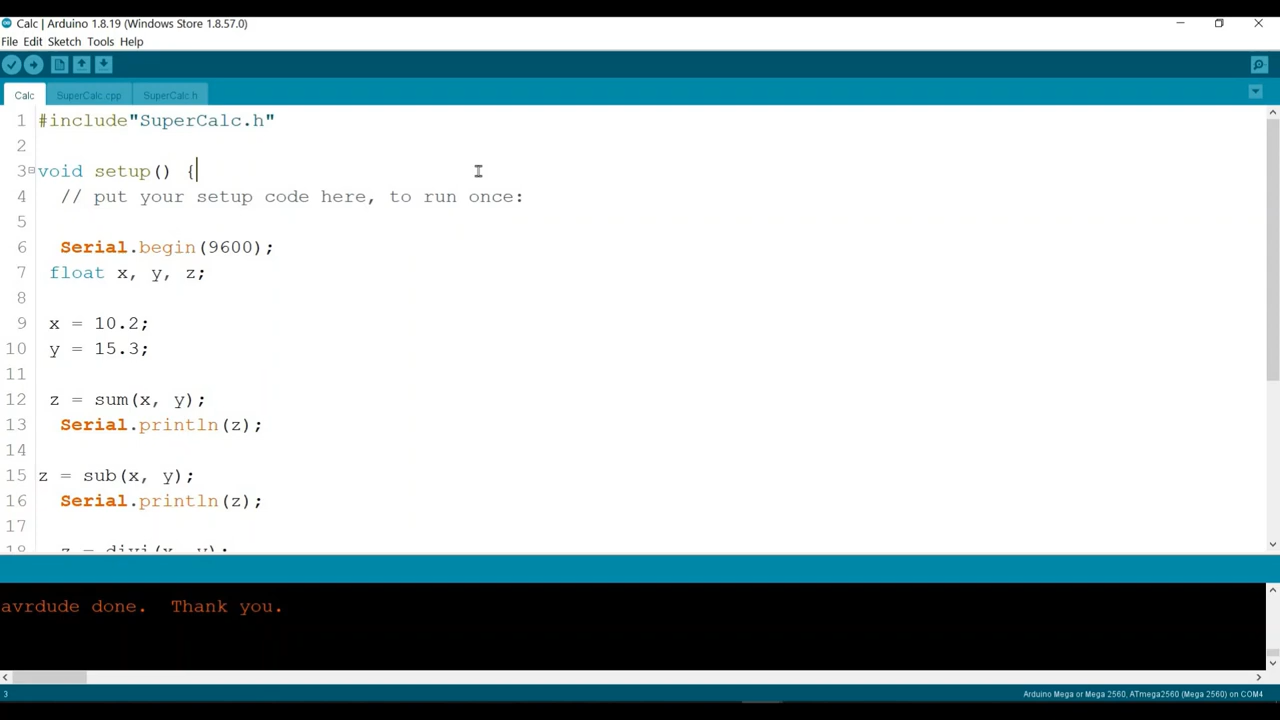 Calc | Arduino 1.8.19 (Windows Store 1.8.57.0)
File Edit Sketch Tools Help
Calc SuperCalc.cpp SuperCalc.h
1 #include"SuperCalc.h"
2
3 void setup() {
4 // put your setup code here, to run once:
5
6 Serial.begin(9600);
7 float x, y, z;
8
9 x = 10.2;
10 y = 15.3;
11
12 z = sum(x, y);
13 Serial.println(z);
14
15 z = sub(x, y);
16 Serial.println(z);
17
18 z = divi(x, y);
avrdude done. Thank you.
3 Arduino Mega or Mega 2560, ATmega2560 (Mega 2560) on COM4